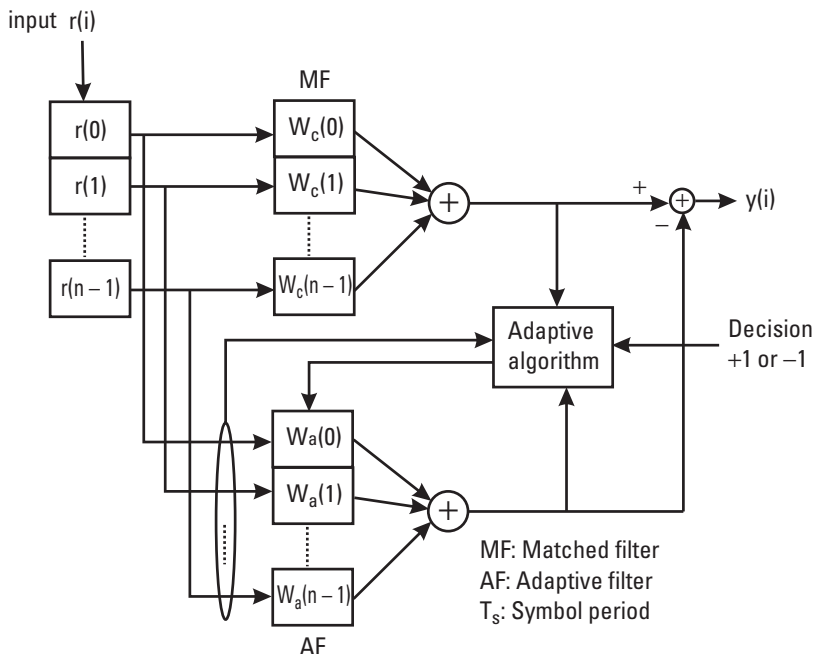 input r(i)
MF
r(0)
W_c(0)
r(1)
W_c(1)
+
+
+
y(i)
−
r(n – 1)
W_c(n – 1)
Adaptive
algorithm
Decision
+1 or –1
W_a(0)
W_a(1)
+
MF: Matched filter
AF: Adaptive filter
W_a(n – 1)
T_s: Symbol period
AF